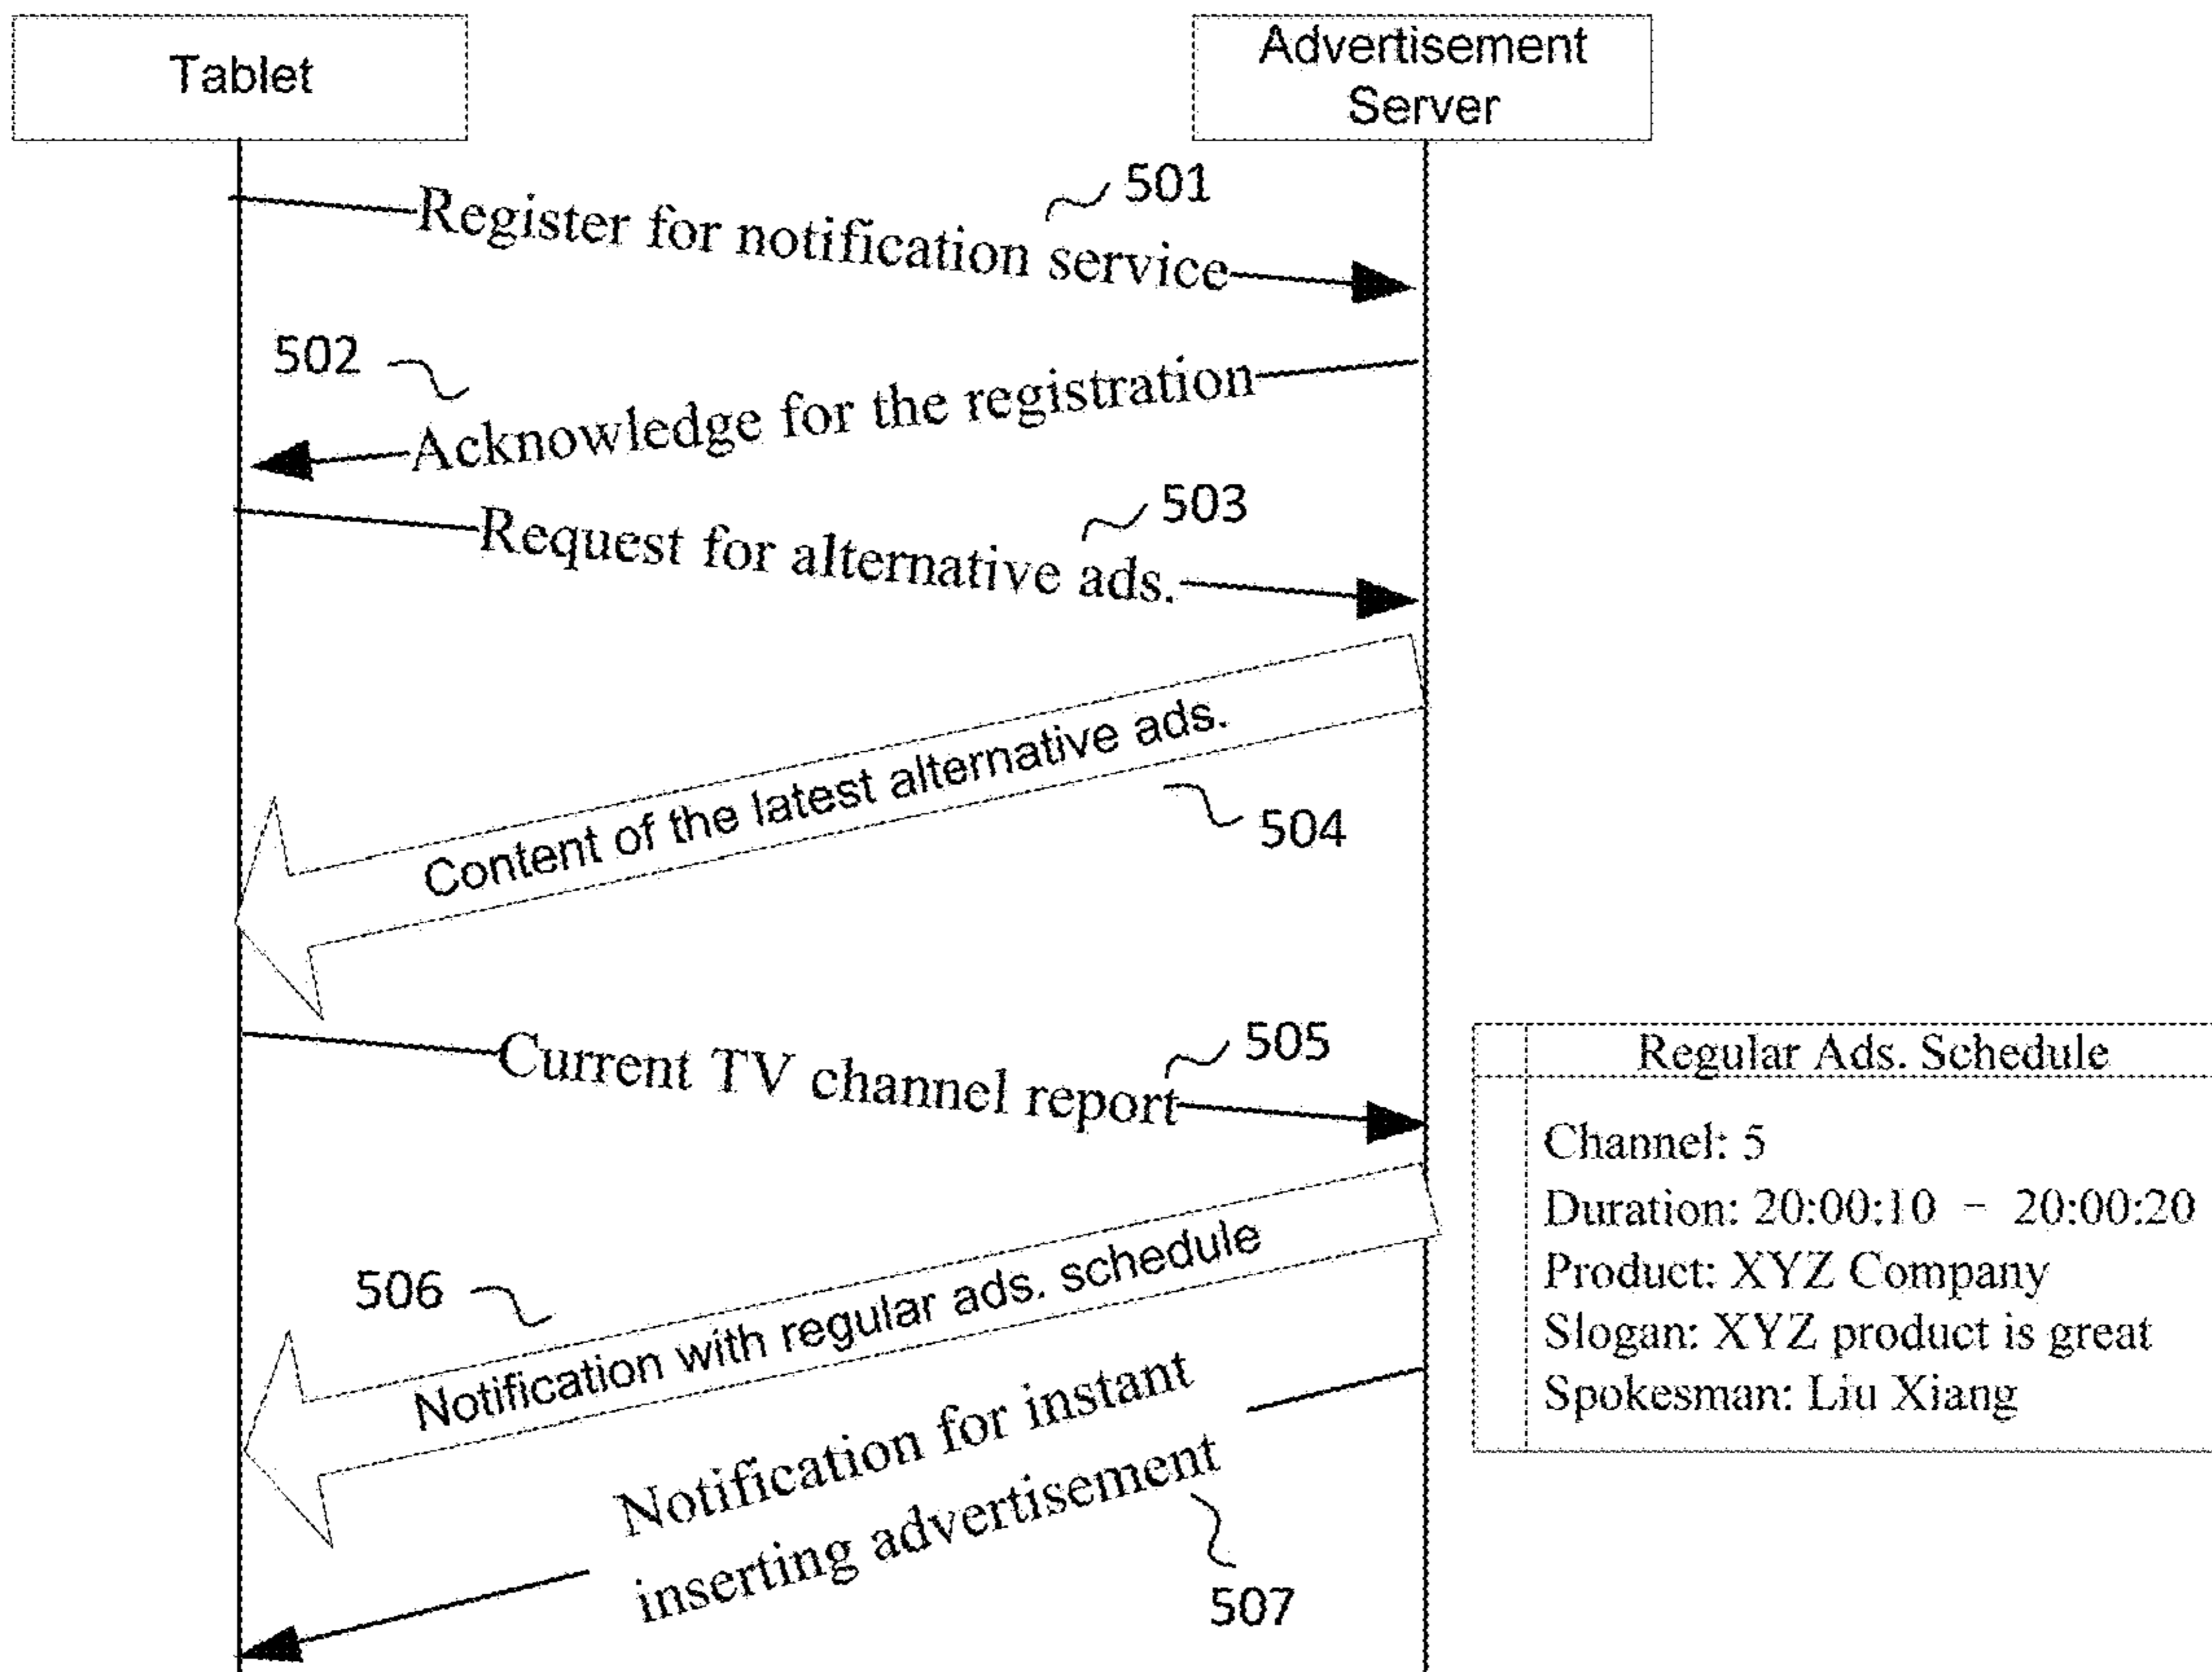 Tablet
Advertisement
Server
501
Register for notification service
502
Acknowledge for the registration
503
Request for alternative ads.
Content of the latest alternative ads.
504
505
Current TV channel report
Regular Ads. Schedule
Channel: 5
Duration: 20:00:10 - 20:00:20
Product: XYZ Company
Slogan: XYZ product is great
Spokesman: Liu Xiang
506
Notification with regular ads. schedule
Notification for instant
inserting advertisement
507